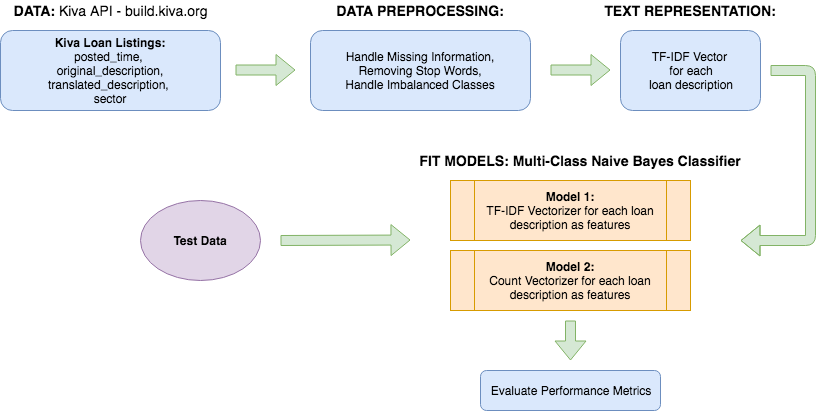 DATA: Kiva API - build.kiva.org
DATA PREPROCESSING:
TEXT REPRESENTATION:
Kiva Loan Listings:
posted_time,
original_description,
translated_description,
sector
Handle Missing Information,
Removing Stop Words,
Handle Imbalanced Classes
TF-IDF Vector
for each
loan description
FIT MODELS: Multi-Class Naive Bayes Classifier
Test Data
Model 1:
TF-IDF Vectorizer for each loan
description as features
Model 2:
Count Vectorizer for each loan
description as features
Evaluate Performance Metrics